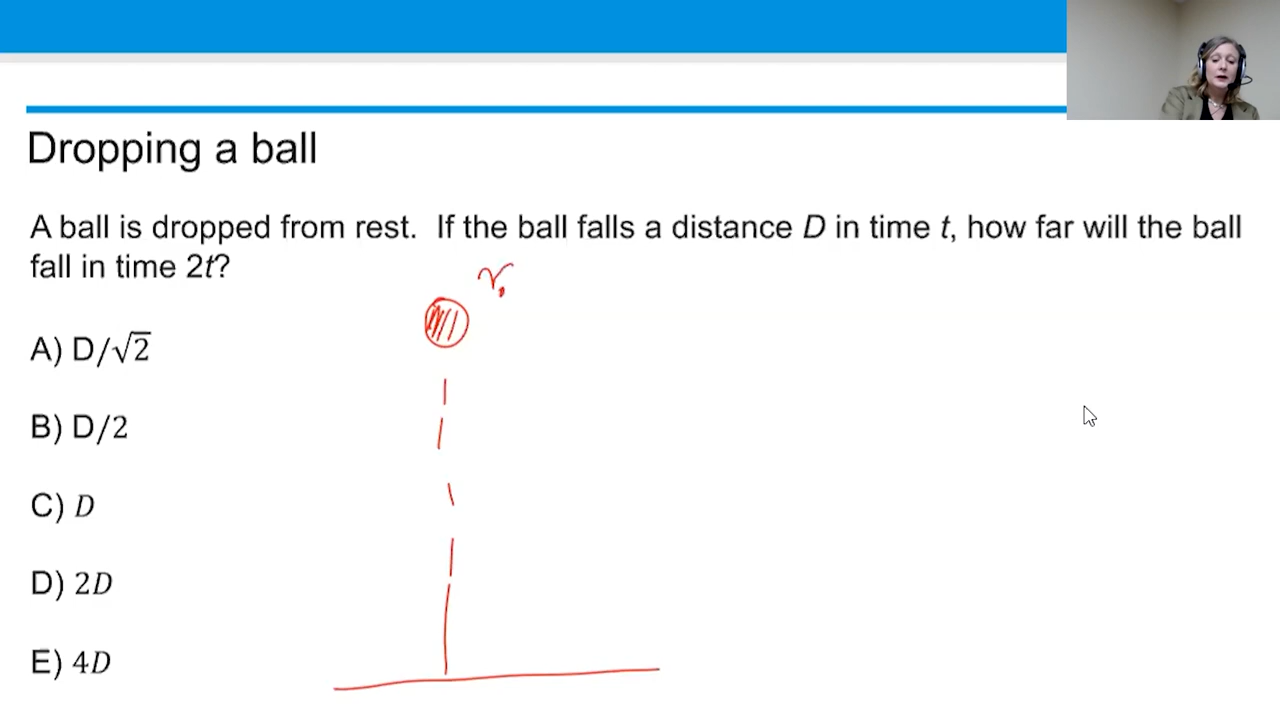 Dropping a ball
A ball is dropped from rest. If the ball falls a distance D in time t, how far will the ball
fall in time 2t?
A) D/√2
B) D/2
C) D
D) 2D
E) 4D